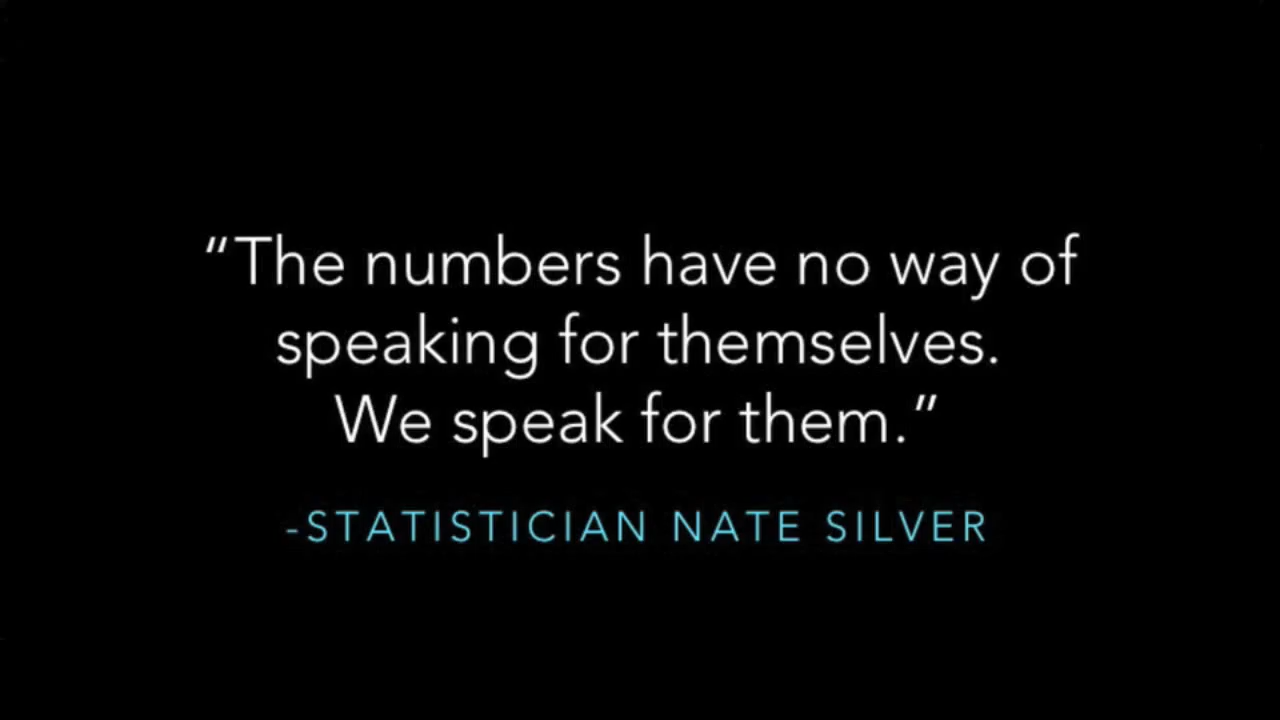 “The numbers have no way of
speaking for themselves.
We speak for them.”
-STATISTICIAN NATE SILVER